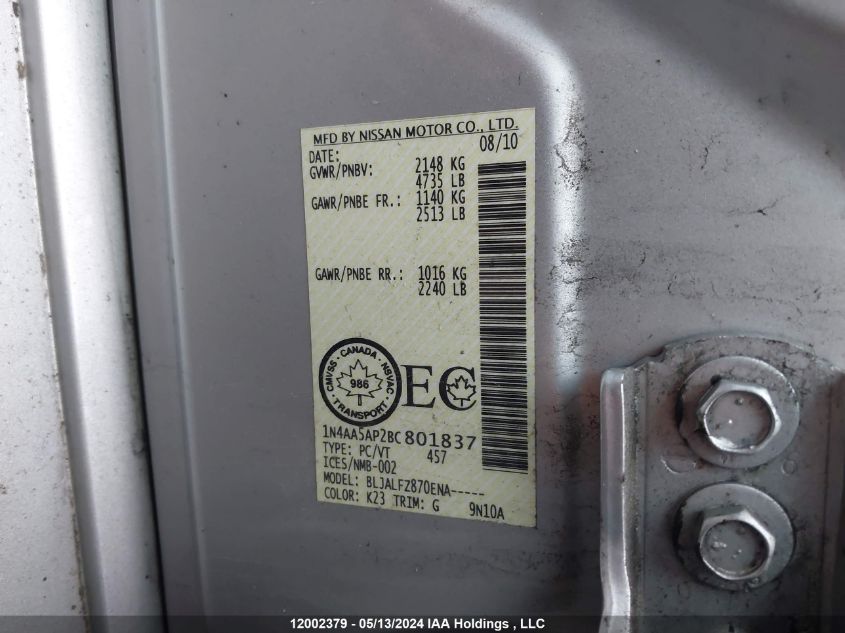 MFD BY NISSAN MOTOR CO., LTD.
DATE: 08/10
GVWR/PNBV: 2148 KG
4735 LB
GAWR/PNBE FR.: 1140 KG
2513 LB
GAWR/PNBE RR.: 1016 KG
2240 LB
CMVSS · CANADA · NSVAC
986
TRANSPORT
EC
1N4AA5AP2BC801837
TYPE: PC/VT 457
ICES/NMB-002
MODEL: BLJALFZ870ENA-----
COLOR: K23 TRIM: G 9N10A
12002379 - 05/13/2024 IAA Holdings , LLC